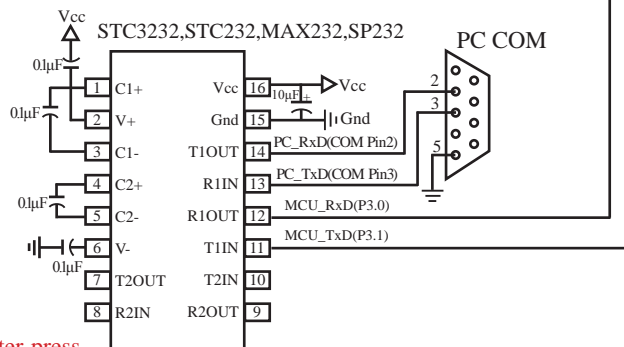 Vcc
STC3232,STC232,MAX232,SP232
PC COM
0.1μF
0.1μF
1 C1+ Vcc 16 Vcc
10μF +
2 V+ Gnd 15 Gnd
3 C1- T1OUT 14 PC_RxD(COM Pin2)
4 C2+ R1IN 13 PC_TxD(COM Pin3)
0.1μF
5 C2- R1OUT 12 MCU_RxD(P3.0)
6 V- T1IN 11 MCU_TxD(P3.1)
0.1μF
7 T2OUT T2IN 10
8 R2IN R2OUT 9
2
3
5
press